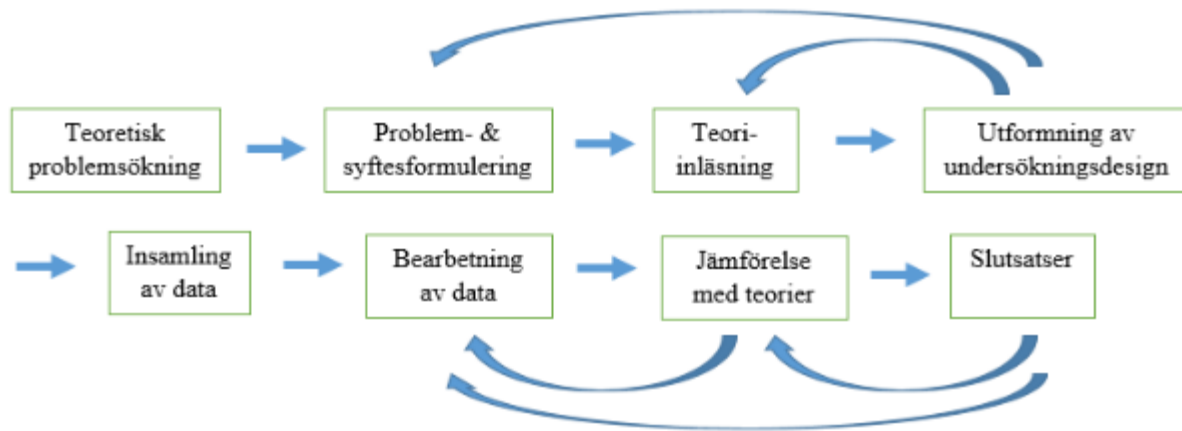 Teoretisk
problemsökning
Problem- &
syftesformulering
Teori-
inläsning
Utformning av
undersökningsdesign
Insamling
av data
Bearbetning
av data
Jämförelse
med teorier
Slutsatser